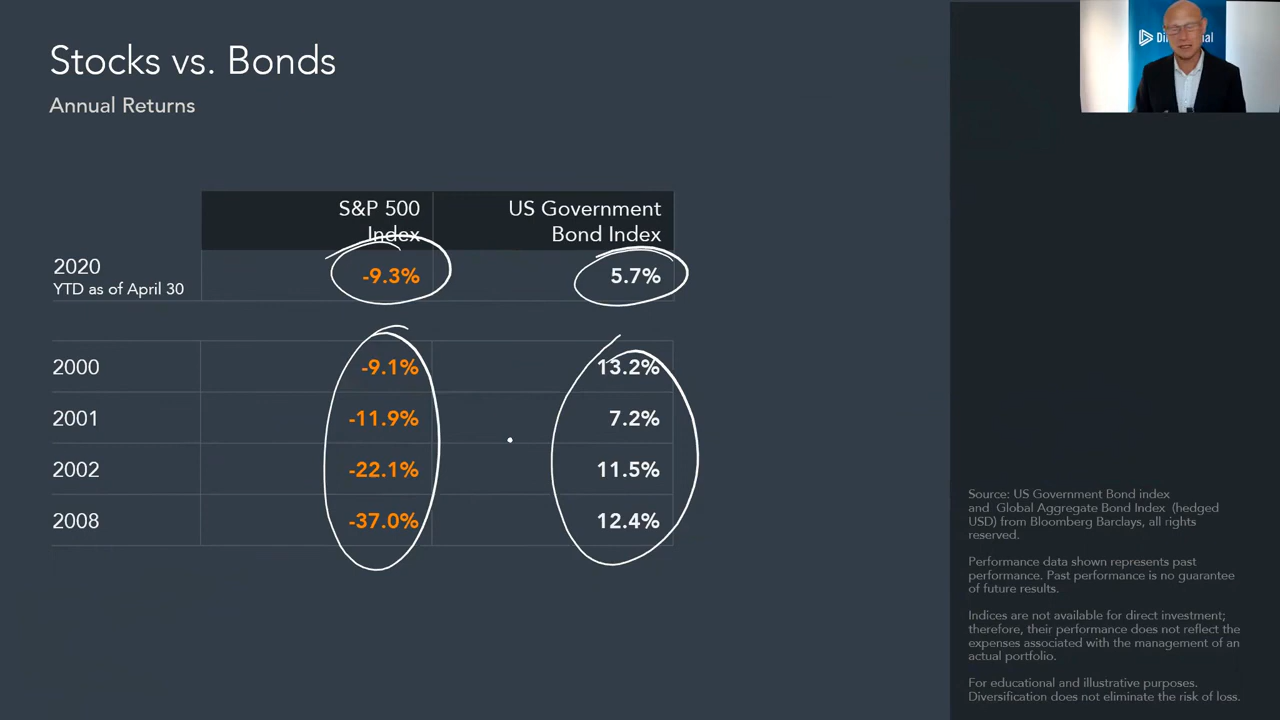 Stocks vs. Bonds
Annual Returns
S&P 500
Index
US Government
Bond Index
2020
YTD as of April 30
-9.3%
5.7%
2000
-9.1%
13.2%
2001
-11.9%
7.2%
2002
-22.1%
11.5%
2008
-37.0%
12.4%
Source: US Government Bond index
and Global Aggregate Bond Index (hedged
USD) from Bloomberg Barclays, all rights
reserved.
Performance data shown represents past
performance. Past performance is no guarantee
of future results.
Indices are not available for direct investment;
therefore, their performance does not reflect the
expenses associated with the management of an
actual portfolio.
For educational and illustrative purposes.
Diversification does not eliminate the risk of loss.